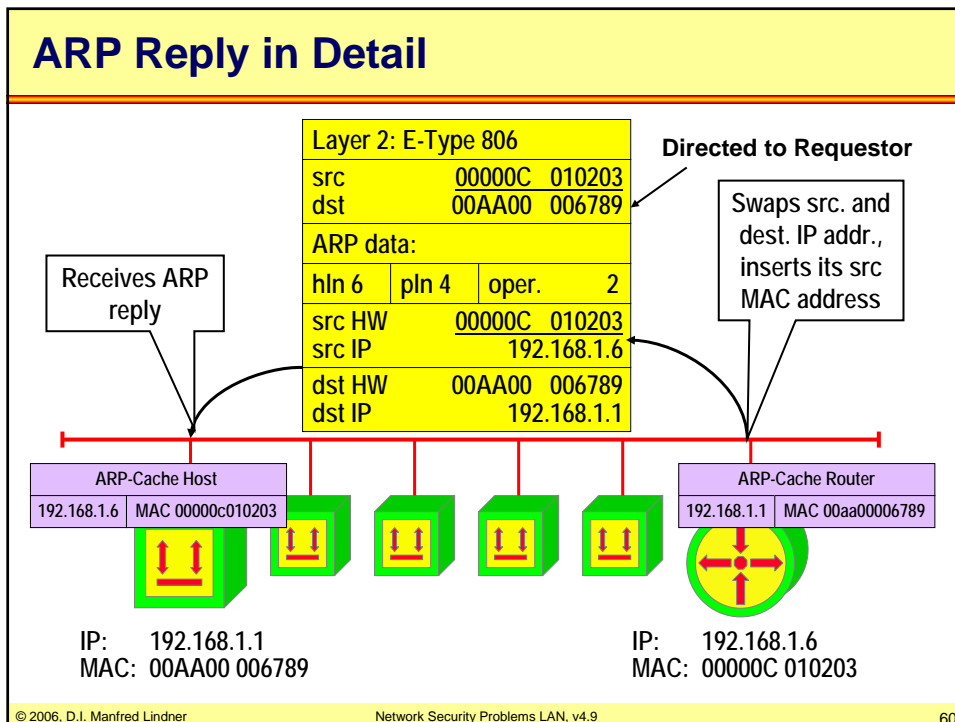 ARP Reply in Detail
Layer 2: E-Type 806
src 00000C 010203
dst 00AA00 006789
Directed to Requestor
ARP data:
hln 6 pln 4 oper. 2
src HW 00000C 010203
src IP 192.168.1.6
dst HW 00AA00 006789
dst IP 192.168.1.1
Receives ARP
reply
Swaps src. and
dest. IP addr.,
inserts its src
MAC address
ARP-Cache Host
192.168.1.6 MAC 00000c010203
ARP-Cache Router
192.168.1.1 MAC 00aa00006789
IP: 192.168.1.1
MAC: 00AA00 006789
IP: 192.168.1.6
MAC: 00000C 010203
© 2006, D.I. Manfred Lindner Network Security Problems LAN, v4.9 60